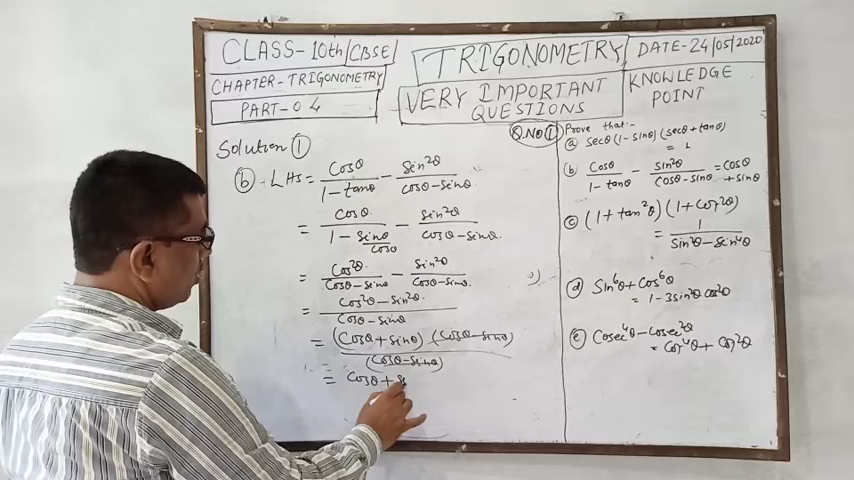 CLASS-10th/CBSE/
CHAPTER-TRIGONOMETRY
PART-04
TRIGONOMETRY
VERY IMPORTANT
QUESTIONS
DATE-24/05/2020
KNOWLEDGE
POINT
Solution ①
ⓑ LHS = Cosθ/(1-tanθ) - Sin²θ/(Cosθ-Sinθ)
= Cosθ/(1-Sinθ/Cosθ) - Sin²θ/(Cosθ-Sinθ)
= Cos²θ/(Cosθ-Sinθ) - Sin²θ/(Cosθ-Sinθ)
= (Cos²θ-Sin²θ)/(Cosθ-Sinθ)
= (Cosθ+Sinθ)(Cosθ-Sinθ)/(Cosθ-Sinθ)
= Cosθ+S
Q.NO① Prove that:-
ⓐ Secθ(1-Sinθ)(Secθ+tanθ)
= 1
ⓑ Cosθ/(1-tanθ) - Sin²θ/(Cosθ-Sinθ) = Cosθ
+Sinθ
ⓒ (1+tan²θ)(1+Cot²θ)
= 1/(Sin²θ-Sin⁴θ)
ⓓ Sin⁶θ+Cos⁶θ
= 1-3Sin²θCos²θ
ⓔ Cosec⁴θ-Cosec²θ
= Cot⁴θ+Cot²θ